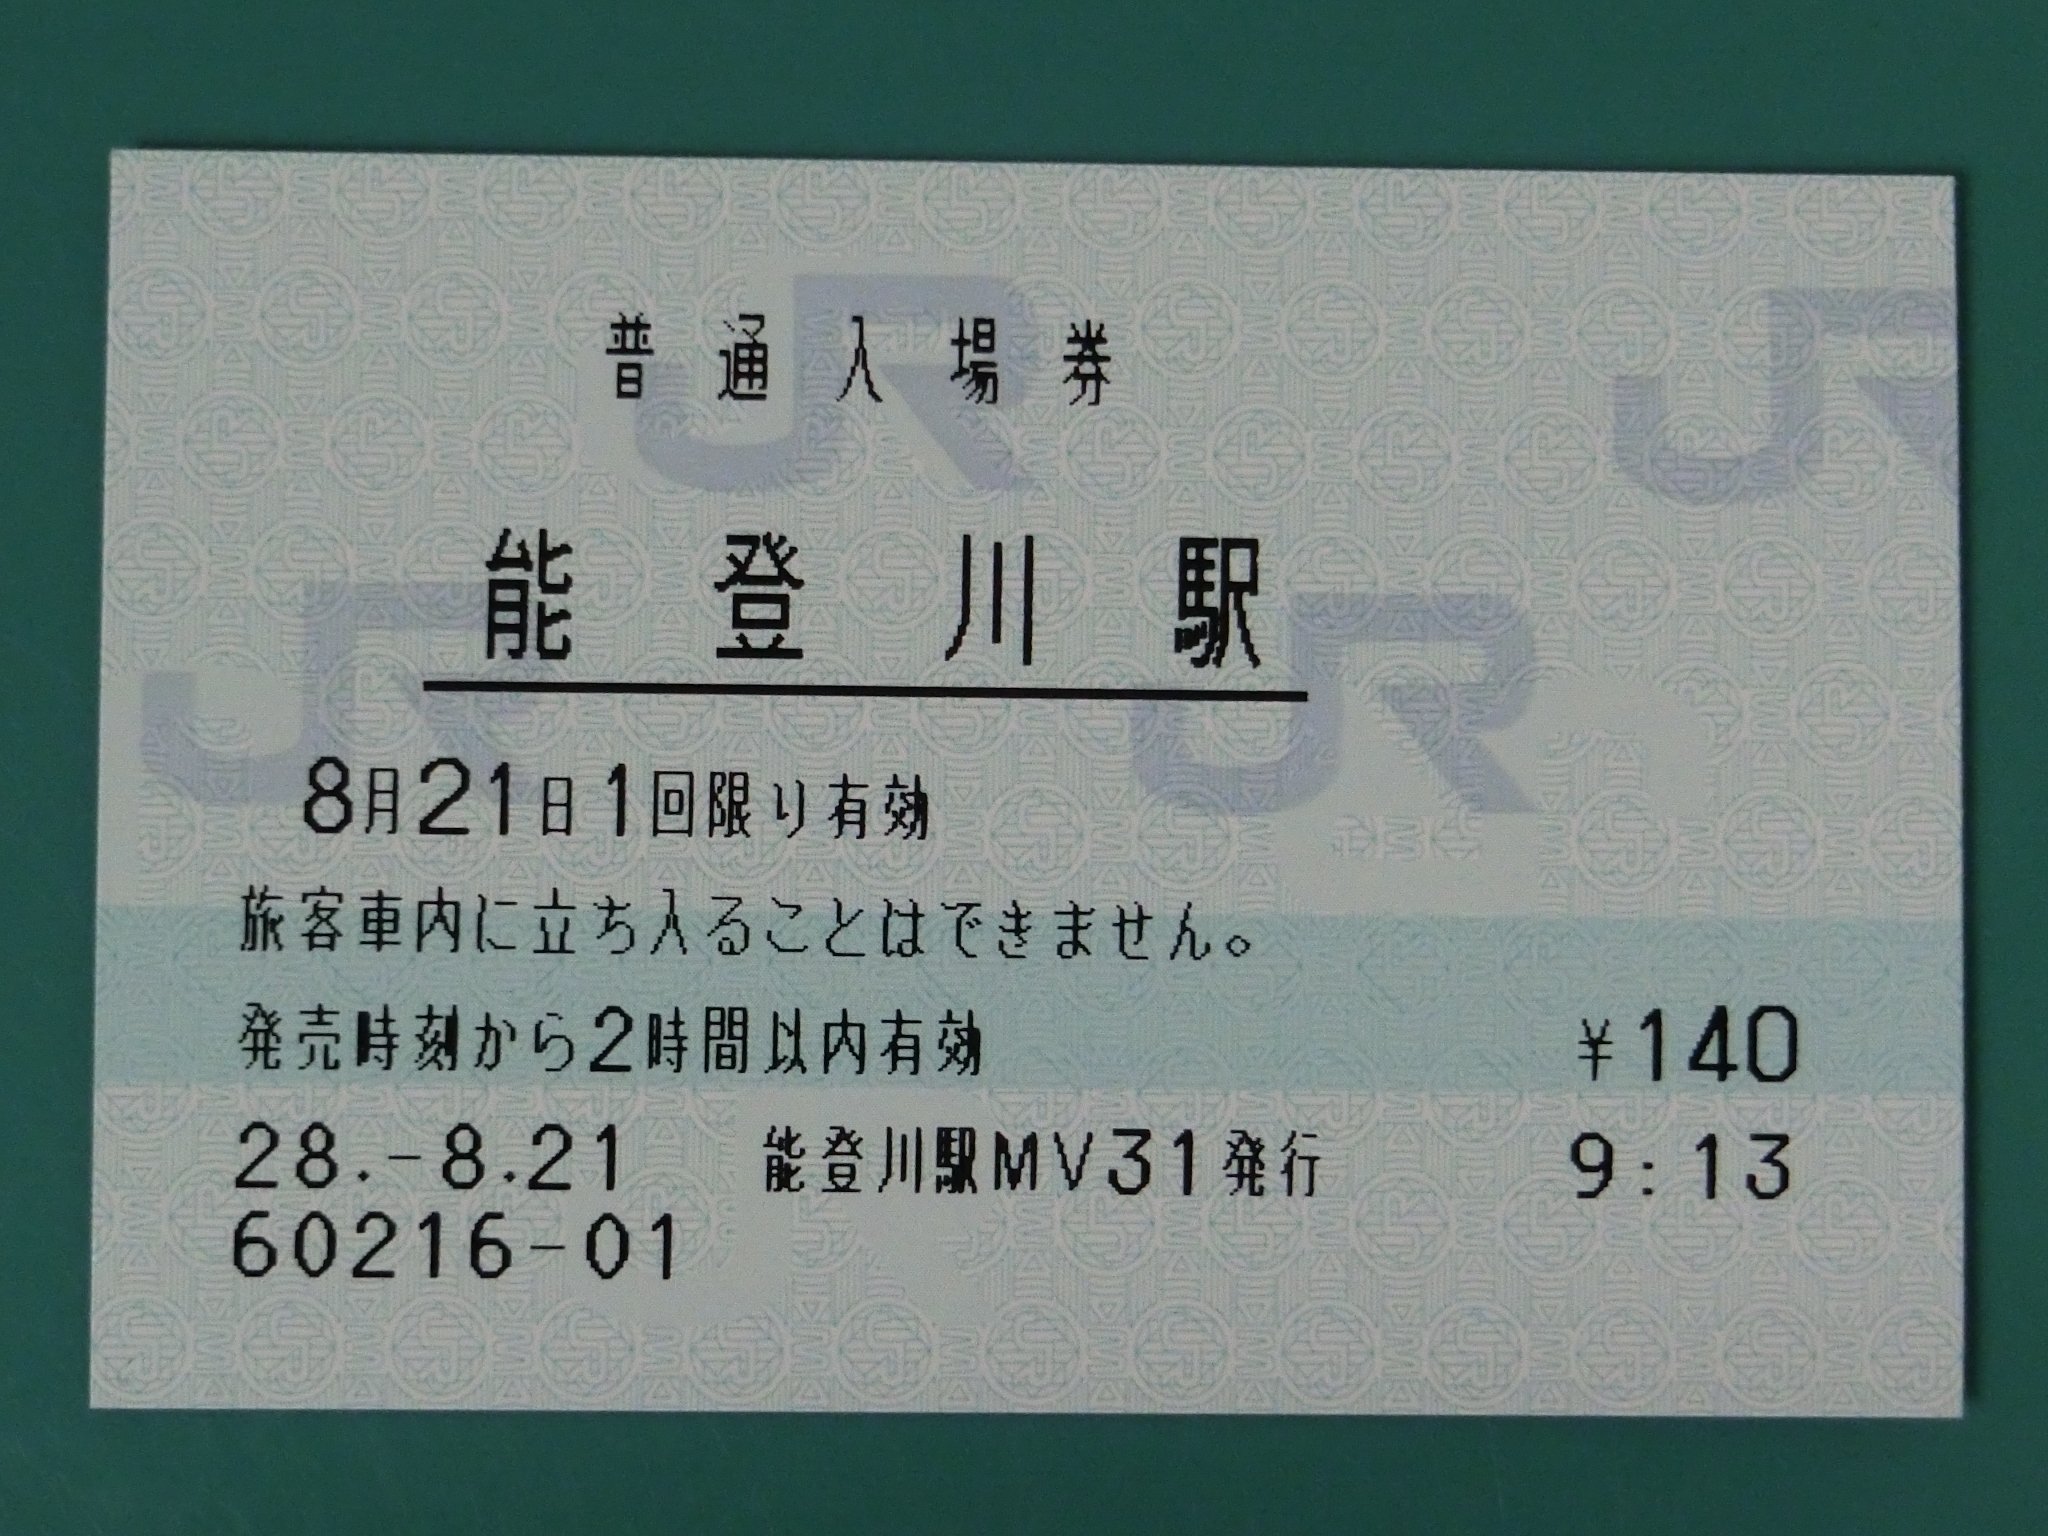 普通入場券
能登川駅
8月21日1回限り有効
旅客車内に立ち入ることはできません。
発売時刻から2時間以内有効 ¥140
28.-8.21 能登川駅MV31発行 9:13
60216-01